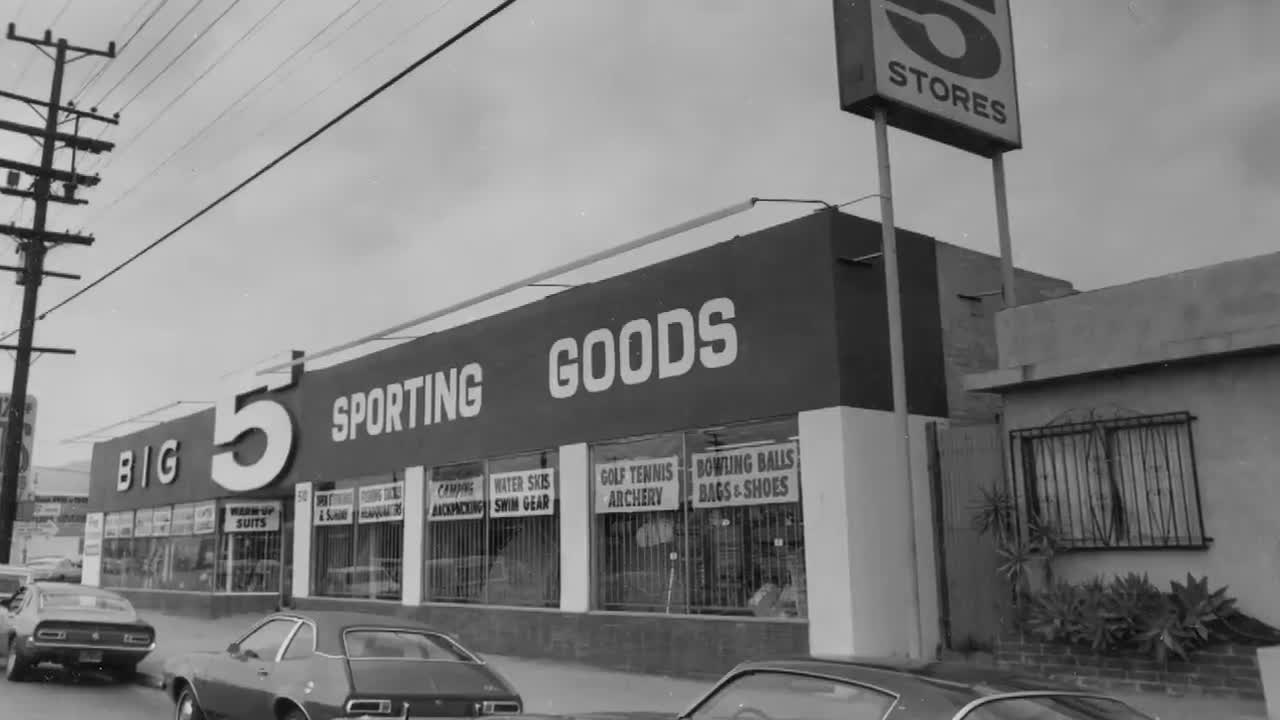 5
STORES
BIG 5 SPORTING GOODS
WARM-UP
SUITS
& SUNDAY
FISHING TACKLE
HEADQUARTERS
CAMPING
BACKPACKING
WATER SKIS
SWIM GEAR
GOLF TENNIS
ARCHERY
BOWLING BALLS
BAGS & SHOES